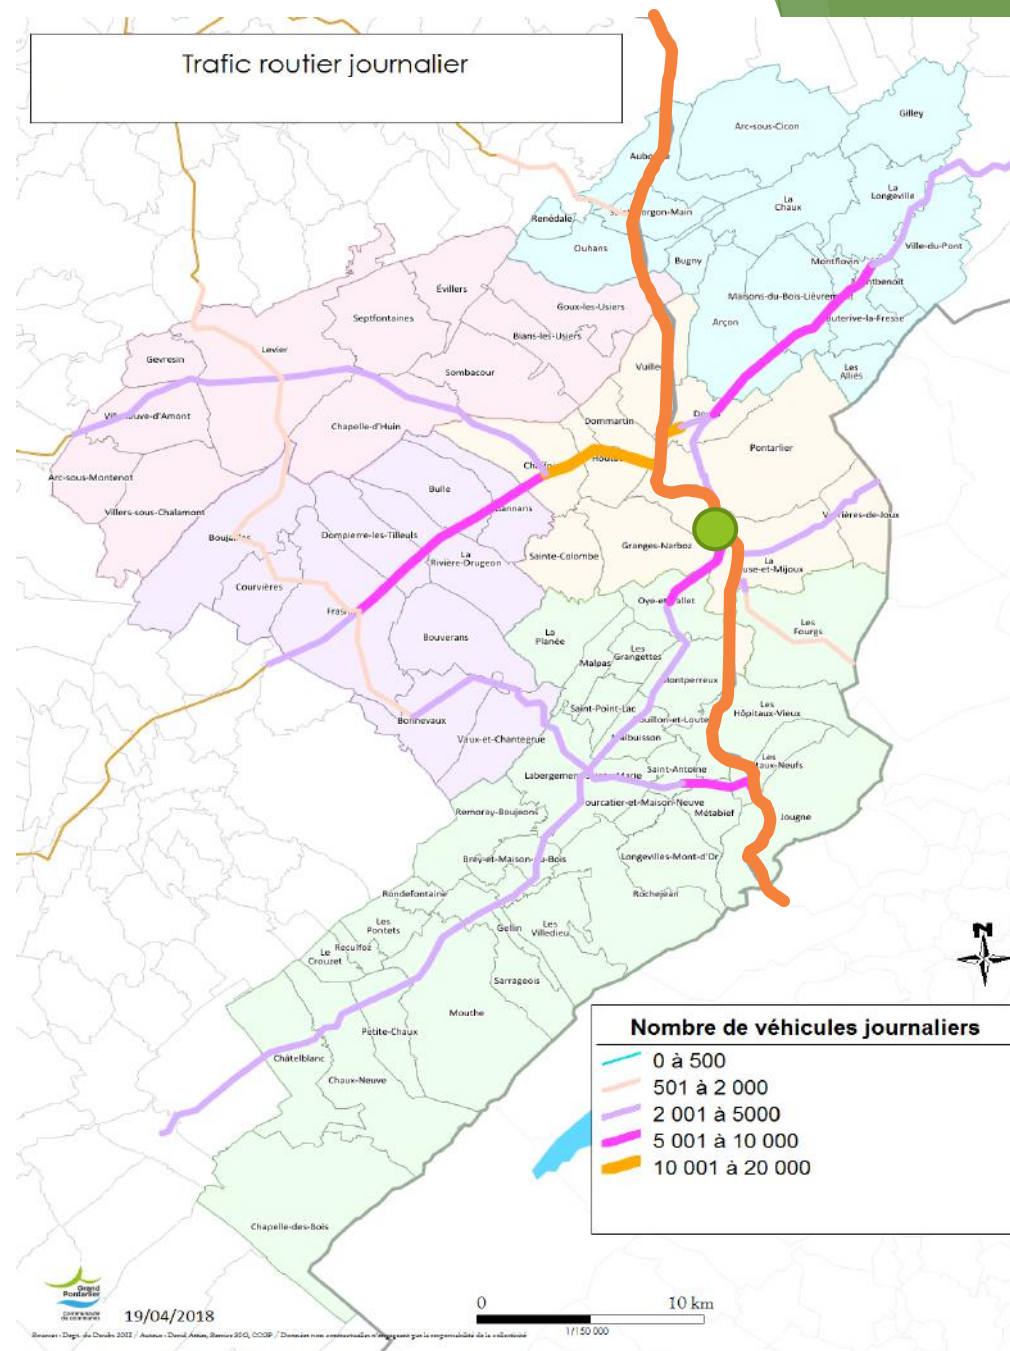 Trafic routier journalier
Gilley
Arc-sous-Cicon
La
Longeville
La
Chaux
Renédale
Ouhans
Bugny
Ville-du-Pont
Montflovin
Évillers
Goux-les-Usiers
Septfontaines
Bians-les-Usiers
Arçon
Levier
Gevresin
Sombacour
Les
Alliés
Dommartin
Chapelle-d'Huin
Pontarlier
Arc-sous-Montenot
Villers-sous-Chalamont
Bulle
Dompierre-les-Tilleuls
Granges-Narboz
Sainte-Colombe
La
Rivière-Drugeon
La
Courvières
Les
Fourgs
La
Planée
Bouverans
Les
Grangettes
Malpas
Saint-Point-Lac
Les
Hôpitaux-Vieux
Bonnevaux
Vaux-et-Chantegrue
Les
Saint-Antoine
Métabief
Jougne
Remoray-Boujeons
Longevilles-Mont-d'Or
Rochejean
Rondefontaine
Les
Pontets
Gellin
Les
Villedieu
Reculfoz
Le
Crouzet
Sarrageois
Mouthe
Petite-Chaux
Châtelblanc
Chaux-Neuve
Chapelle-des-Bois
N
Nombre de véhicules journaliers
0 à 500
501 à 2 000
2 001 à 5000
5 001 à 10 000
10 001 à 20 000
Grand
Pontarlier
19/04/2018
0 10 km
1/150 000